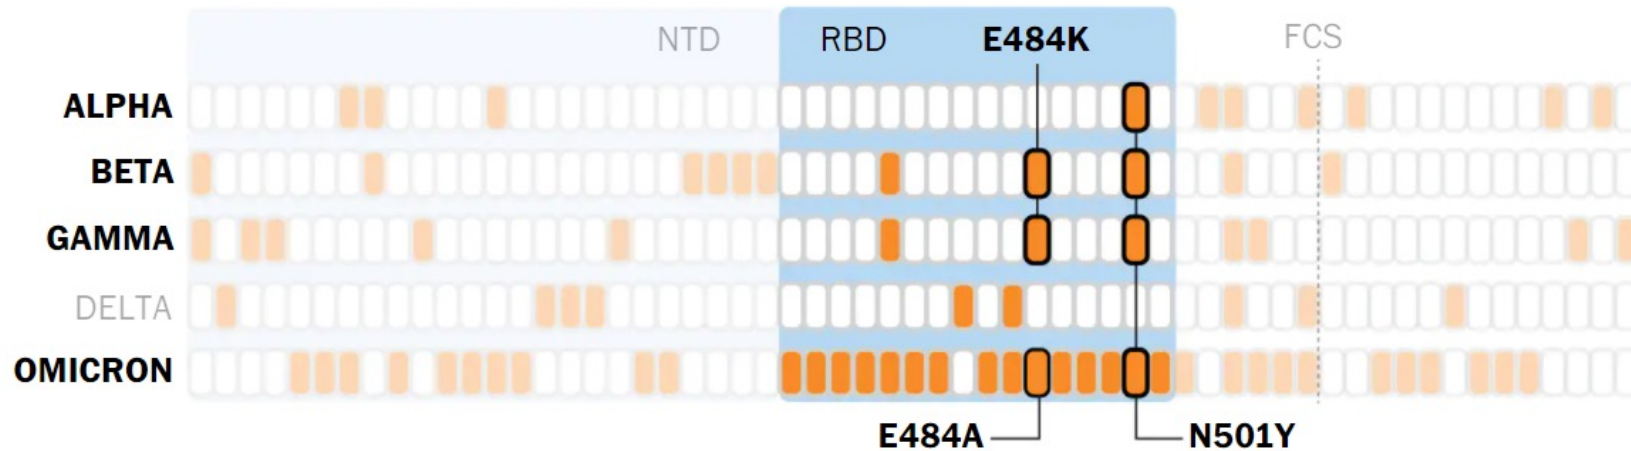 NTD RBD E484K FCS
ALPHA
BETA
GAMMA
DELTA
OMICRON
E484A N501Y